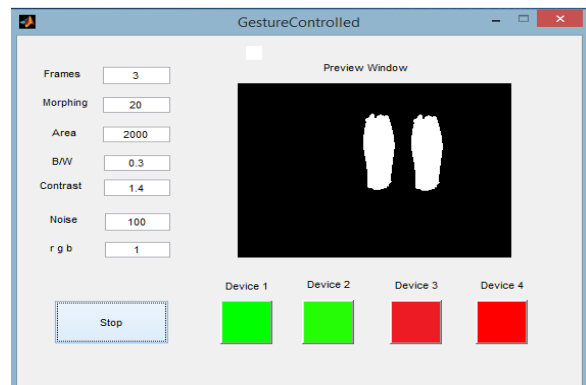 GestureControlled
Preview Window
Frames 3
Morphing 20
Area 2000
B/W 0.3
Contrast 1.4
Noise 100
r g b 1
Device 1 Device 2 Device 3 Device 4
Stop